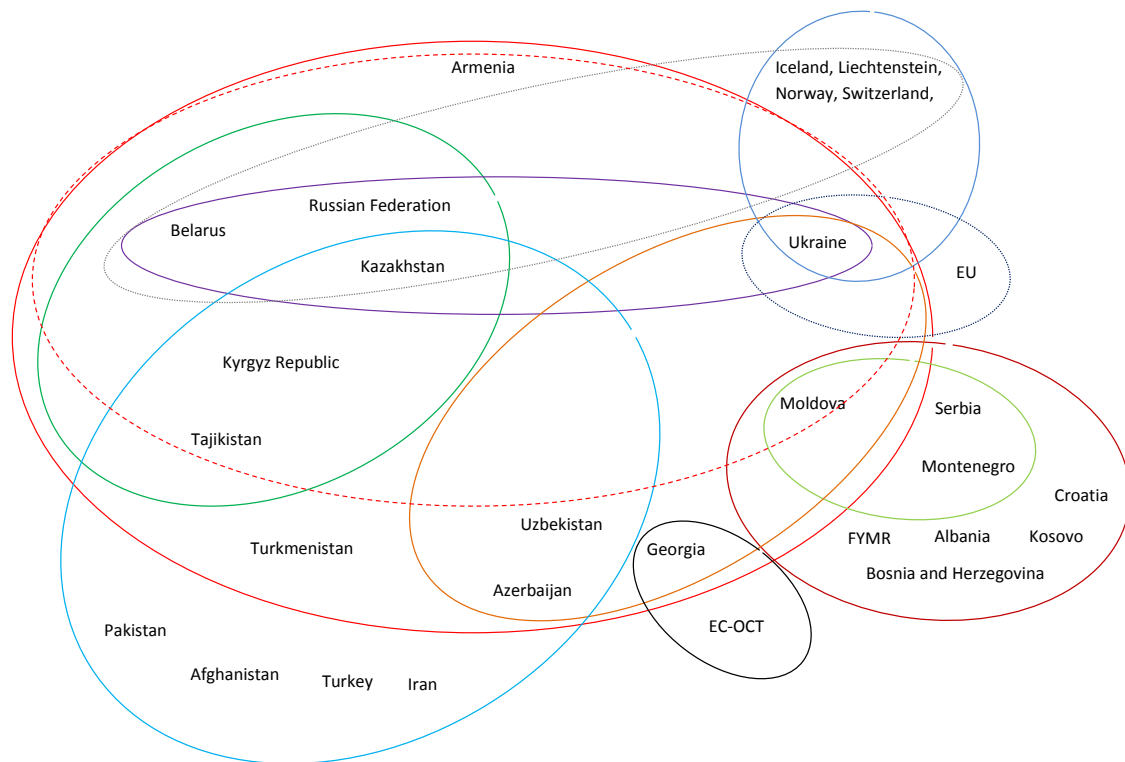 Armenia
Iceland, Liechtenstein,
Norway, Switzerland,
Russian Federation
Belarus
Ukraine
Kazakhstan
EU
Kyrgyz Republic
Moldova
Serbia
Tajikistan
Montenegro
Croatia
Uzbekistan
FYMR
Albania
Kosovo
Turkmenistan
Georgia
Bosnia and Herzegovina
Azerbaijan
Pakistan
EC-OCT
Afghanistan
Turkey
Iran